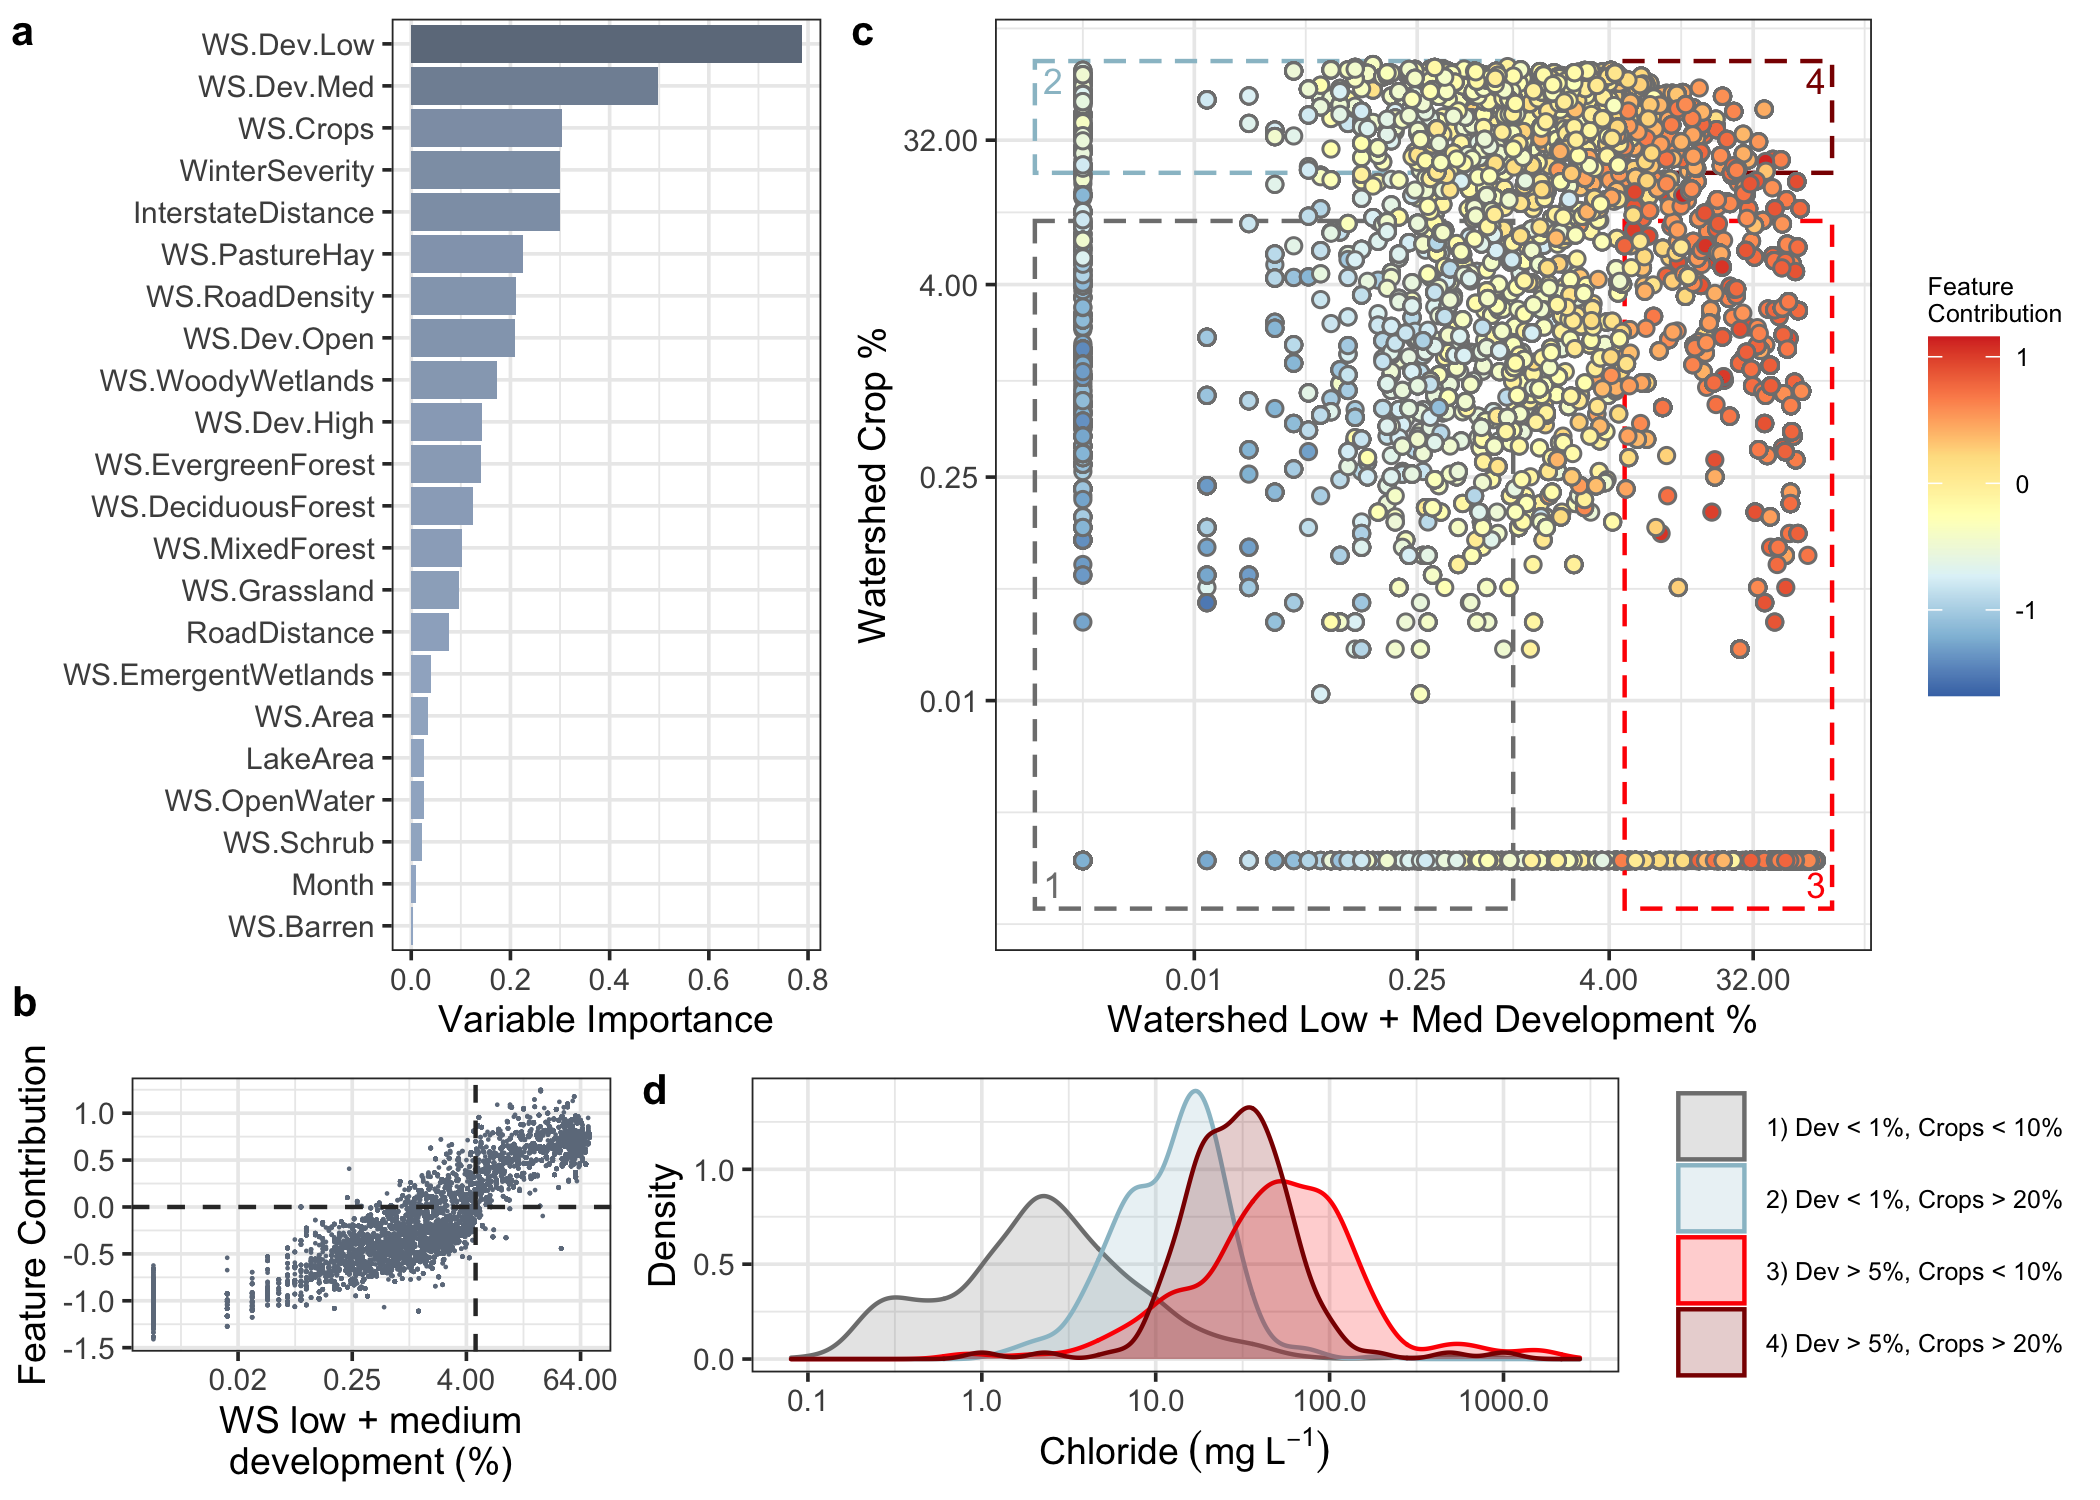 a
WS.Dev.Low
WS.Dev.Med
WS.Crops
WinterSeverity
InterstateDistance
WS.PastureHay
WS.RoadDensity
WS.Dev.Open
WS.WoodyWetlands
WS.Dev.High
WS.EvergreenForest
WS.DeciduousForest
WS.MixedForest
WS.Grassland
RoadDistance
WS.EmergentWetlands
WS.Area
LakeArea
WS.OpenWater
WS.Schrub
Month
WS.Barren
0.0 0.2 0.4 0.6 0.8
Variable Importance
b
Feature Contribution
1.0
0.5
0.0
-0.5
-1.0
-1.5
0.02 0.25 4.00 64.00
WS low + medium
development (%)
c
Watershed Crop %
32.00
4.00
0.25
0.01
2
4
1
3
0.01 0.25 4.00 32.00
Watershed Low + Med Development %
Feature
Contribution
1
0
-1
d
Density
1.0
0.5
0.0
0.1 1.0 10.0 100.0 1000.0
Chloride (mg L⁻¹)
1) Dev < 1%, Crops < 10%
2) Dev < 1%, Crops > 20%
3) Dev > 5%, Crops < 10%
4) Dev > 5%, Crops > 20%